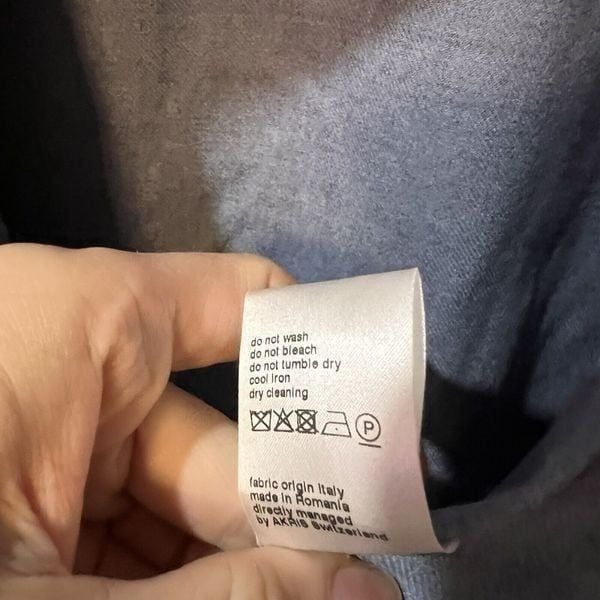 do not wash
do not bleach
do not tumble dry
cool iron
dry cleaning
P
fabric origin Italy
made in Romania
directly managed
by AKRIS Switzerland